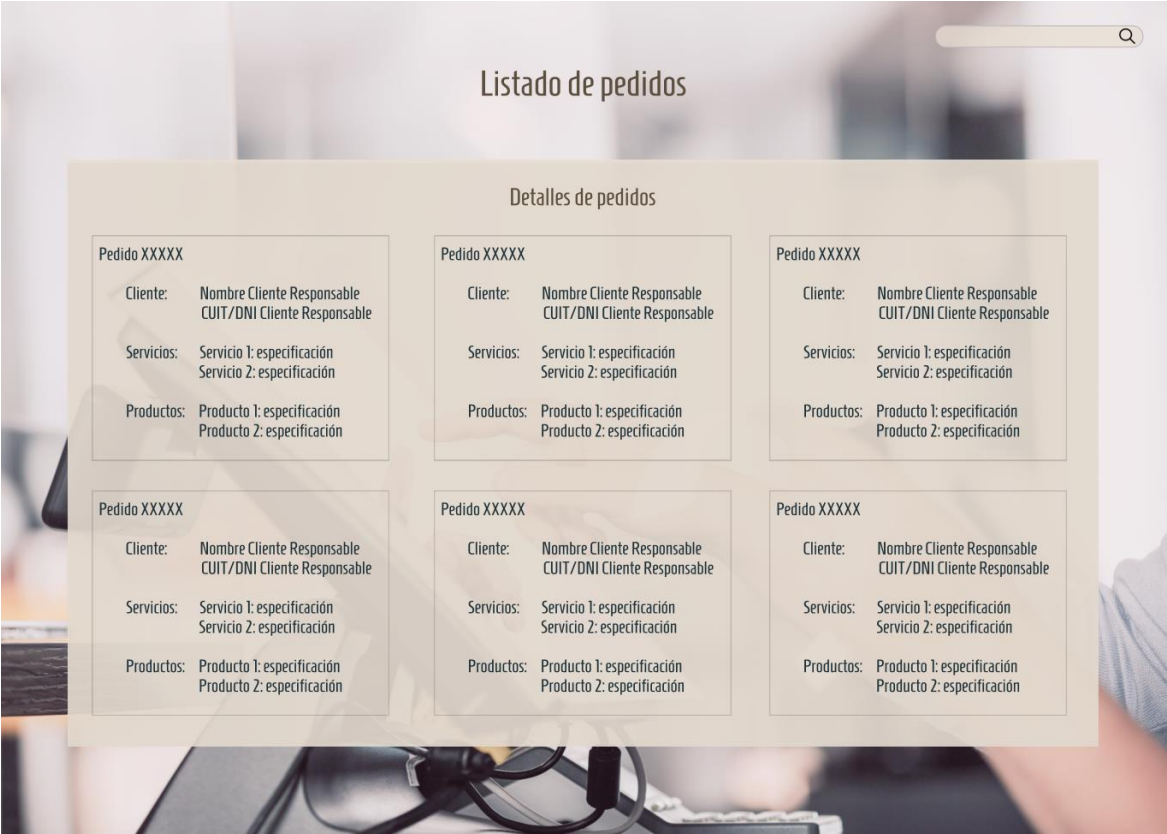 Listado de pedidos
Detalles de pedidos
Pedido XXXXX
Cliente: Nombre Cliente Responsable
CUIT/DNI Cliente Responsable
Servicios: Servicio 1: especificación
Servicio 2: especificación
Productos: Producto 1: especificación
Producto 2: especificación
Pedido XXXXX
Cliente: Nombre Cliente Responsable
CUIT/DNI Cliente Responsable
Servicios: Servicio 1: especificación
Servicio 2: especificación
Productos: Producto 1: especificación
Producto 2: especificación
Pedido XXXXX
Cliente: Nombre Cliente Responsable
CUIT/DNI Cliente Responsable
Servicios: Servicio 1: especificación
Servicio 2: especificación
Productos: Producto 1: especificación
Producto 2: especificación
Pedido XXXXX
Cliente: Nombre Cliente Responsable
CUIT/DNI Cliente Responsable
Servicios: Servicio 1: especificación
Servicio 2: especificación
Productos: Producto 1: especificación
Producto 2: especificación
Pedido XXXXX
Cliente: Nombre Cliente Responsable
CUIT/DNI Cliente Responsable
Servicios: Servicio 1: especificación
Servicio 2: especificación
Productos: Producto 1: especificación
Producto 2: especificación
Pedido XXXXX
Cliente: Nombre Cliente Responsable
CUIT/DNI Cliente Responsable
Servicios: Servicio 1: especificación
Servicio 2: especificación
Productos: Producto 1: especificación
Producto 2: especificación